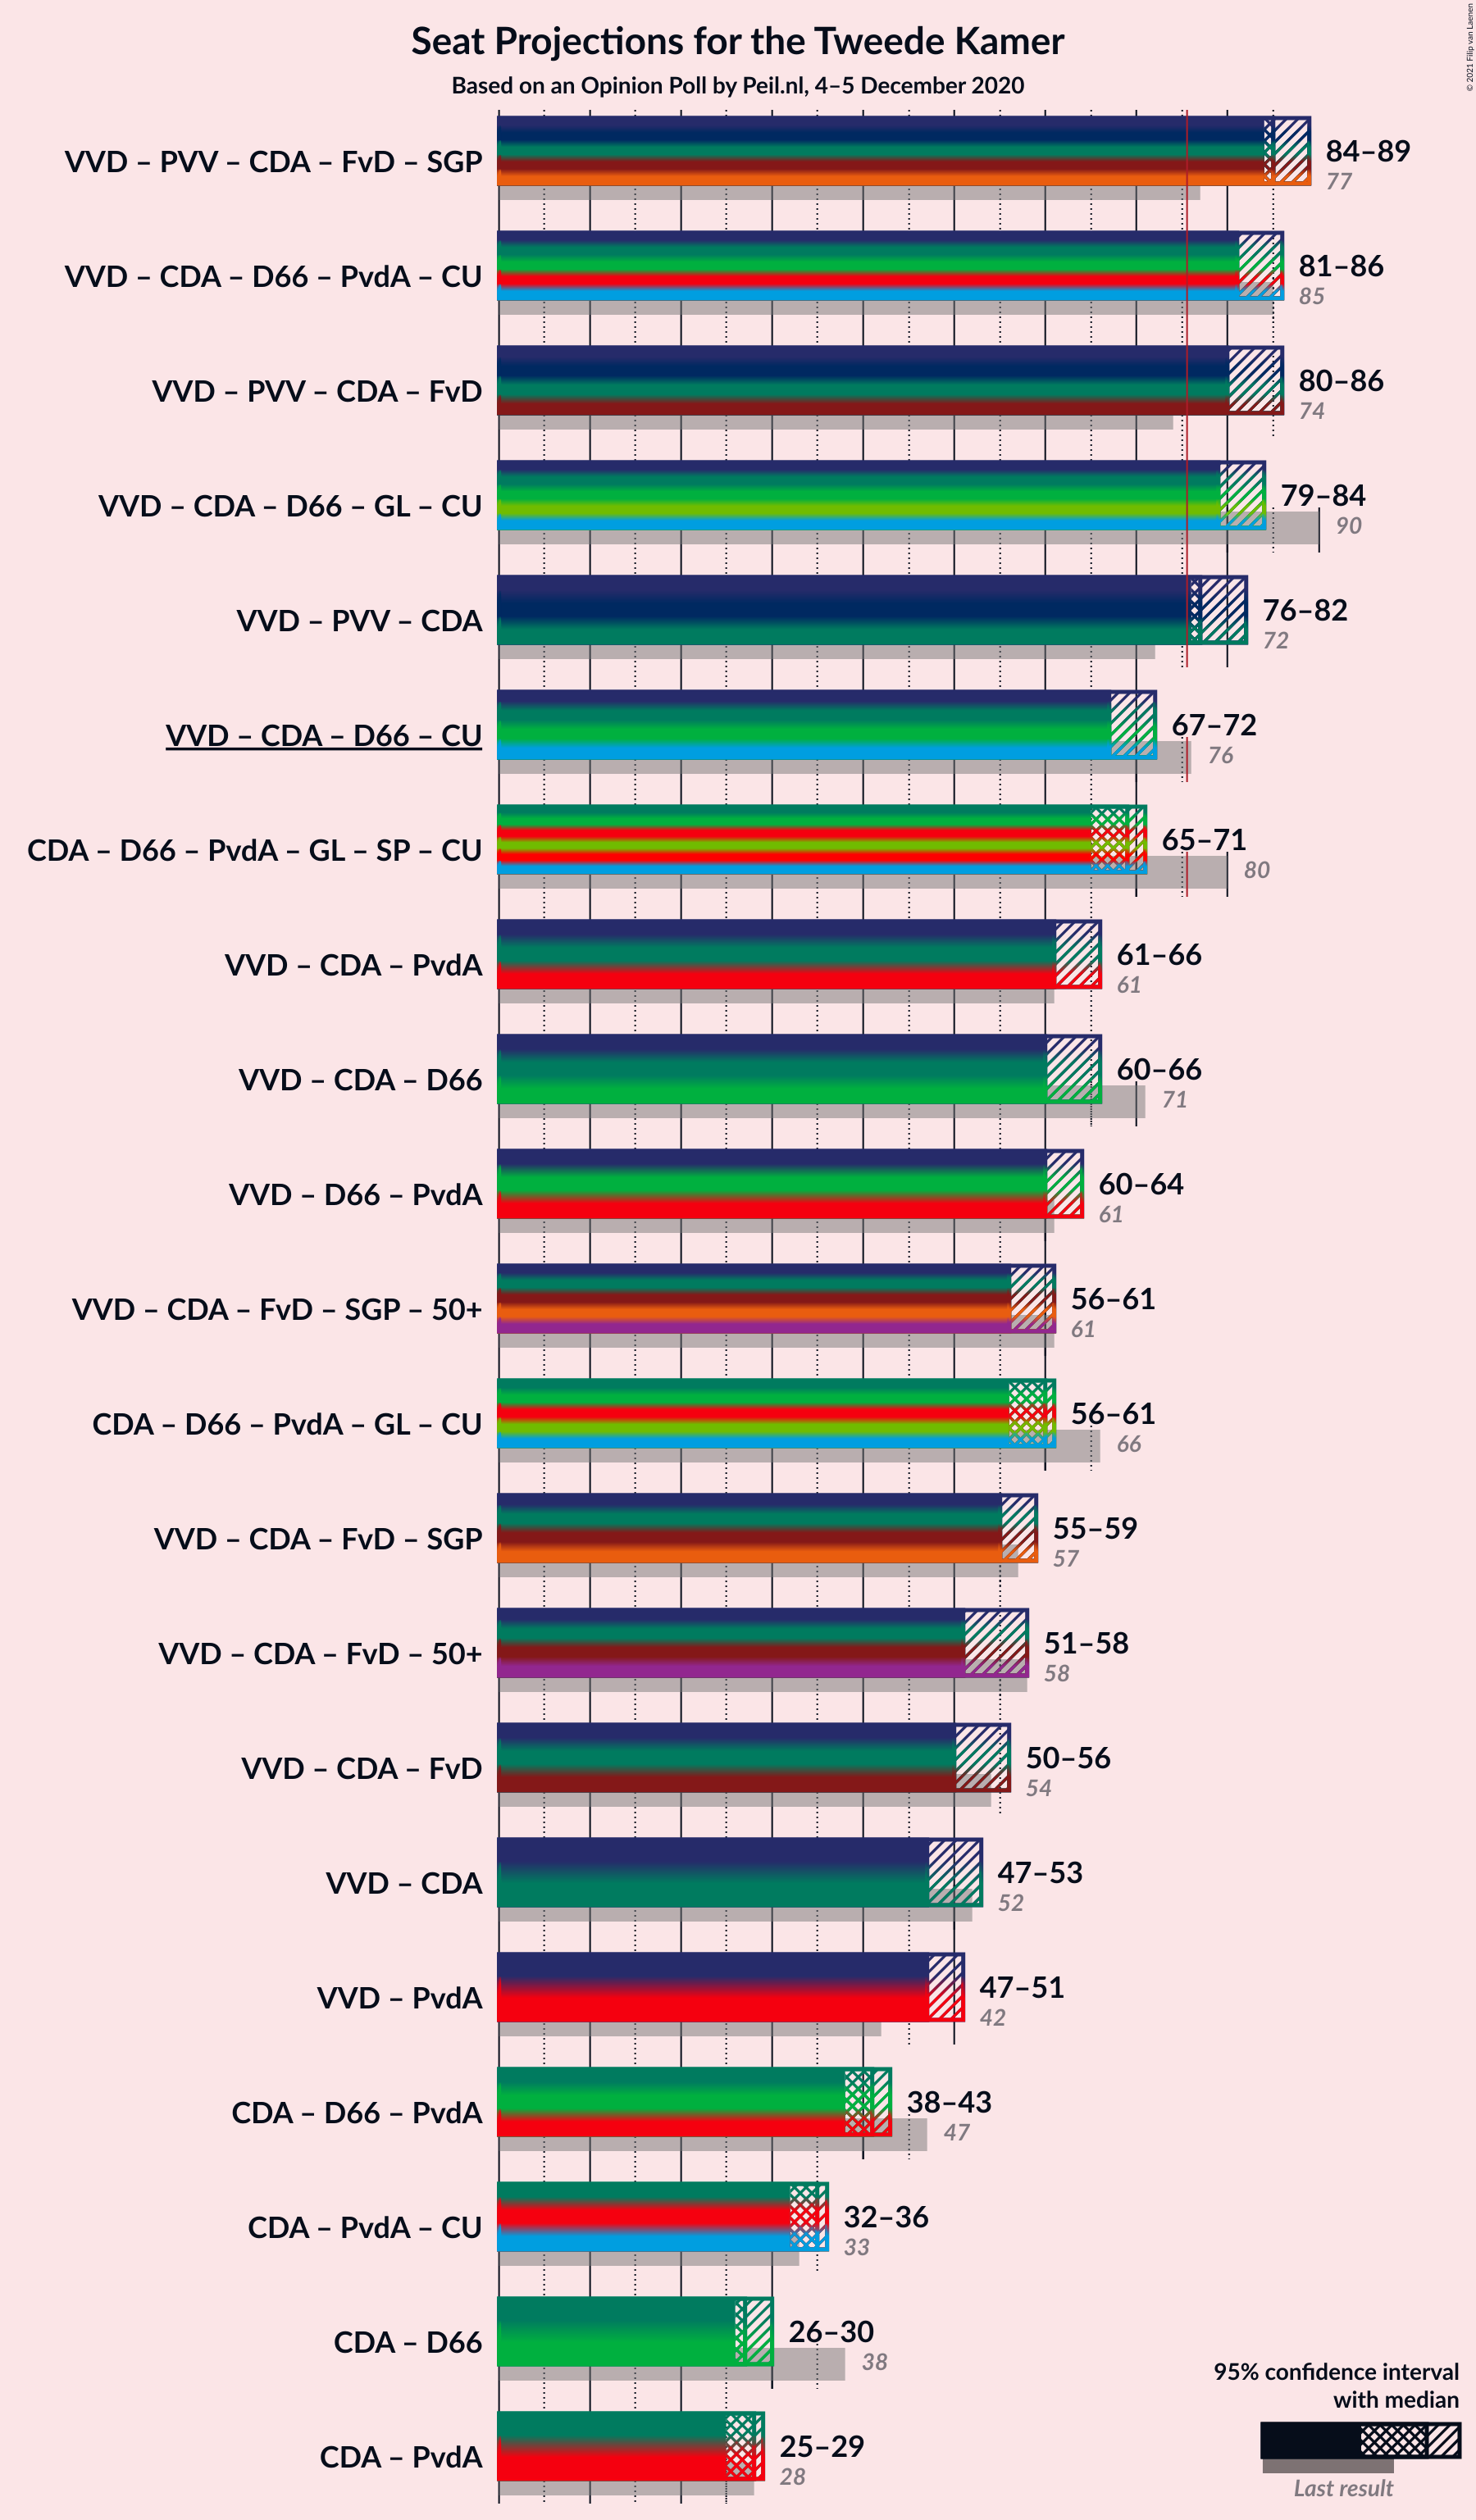 Seat Projections for the Tweede Kamer
Based on an Opinion Poll by Peil.nl, 4–5 December 2020
© 2021 Filip van Laenen
VVD – PVV – CDA – FvD – SGP
84–89
77
VVD – CDA – D66 – PvdA – CU
81–86
85
VVD – PVV – CDA – FvD
80–86
74
VVD – CDA – D66 – GL – CU
79–84
90
VVD – PVV – CDA
76–82
72
VVD – CDA – D66 – CU
67–72
76
CDA – D66 – PvdA – GL – SP – CU
65–71
80
VVD – CDA – PvdA
61–66
61
VVD – CDA – D66
60–66
71
VVD – D66 – PvdA
60–64
61
VVD – CDA – FvD – SGP – 50+
56–61
61
CDA – D66 – PvdA – GL – CU
56–61
66
VVD – CDA – FvD – SGP
55–59
57
VVD – CDA – FvD – 50+
51–58
58
VVD – CDA – FvD
50–56
54
VVD – CDA
47–53
52
VVD – PvdA
47–51
42
CDA – D66 – PvdA
38–43
47
CDA – PvdA – CU
32–36
33
CDA – D66
26–30
38
CDA – PvdA
25–29
28
95% confidence interval
with median
Last result